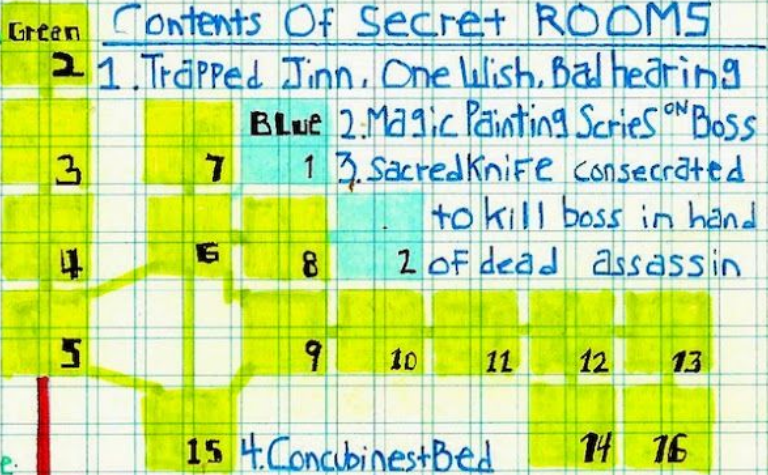 Green Contents Of Secret ROOMS
2 1. Trapped Jinn, One Wish, Bad hearing
BLUE 2. Magic Painting Scries ON Boss
3 7 1 3. Sacred Knife consecrated
to kill boss in hand
4 6 8 2 of dead assassin
5 9 10 11 12 13
15 4. Concubines + Bed 14 16